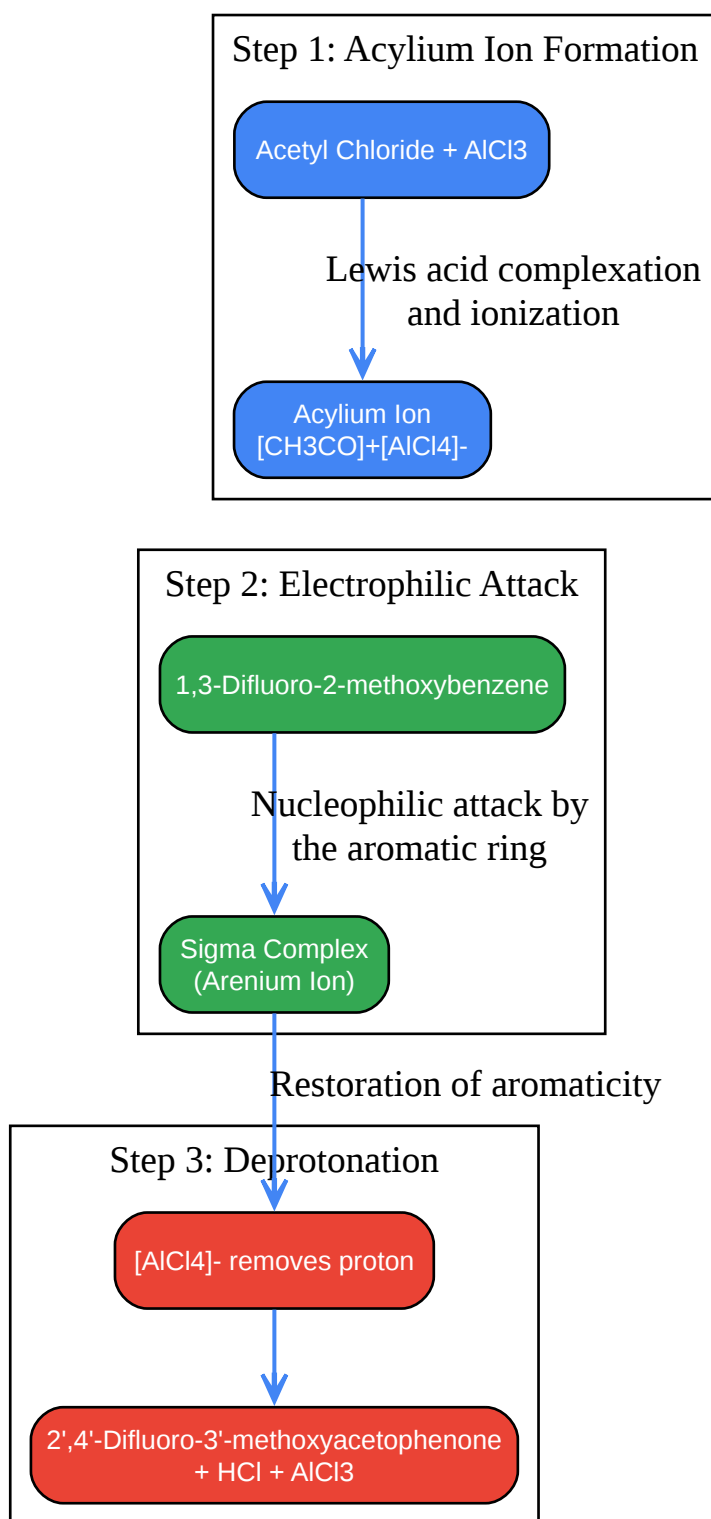 Step 1: Acylium Ion Formation
Acetyl Chloride + AlCl3
Lewis acid complexation
and ionization
Acylium Ion
[CH3CO]+[AlCl4]-
Step 2: Electrophilic Attack
1,3-Difluoro-2-methoxybenzene
Nucleophilic attack by
the aromatic ring
Sigma Complex
(Arenium Ion)
Restoration of aromaticity
Step 3: Deprotonation
[AlCl4]- removes proton
2',4'-Difluoro-3'-methoxyacetophenone
+ HCl + AlCl3